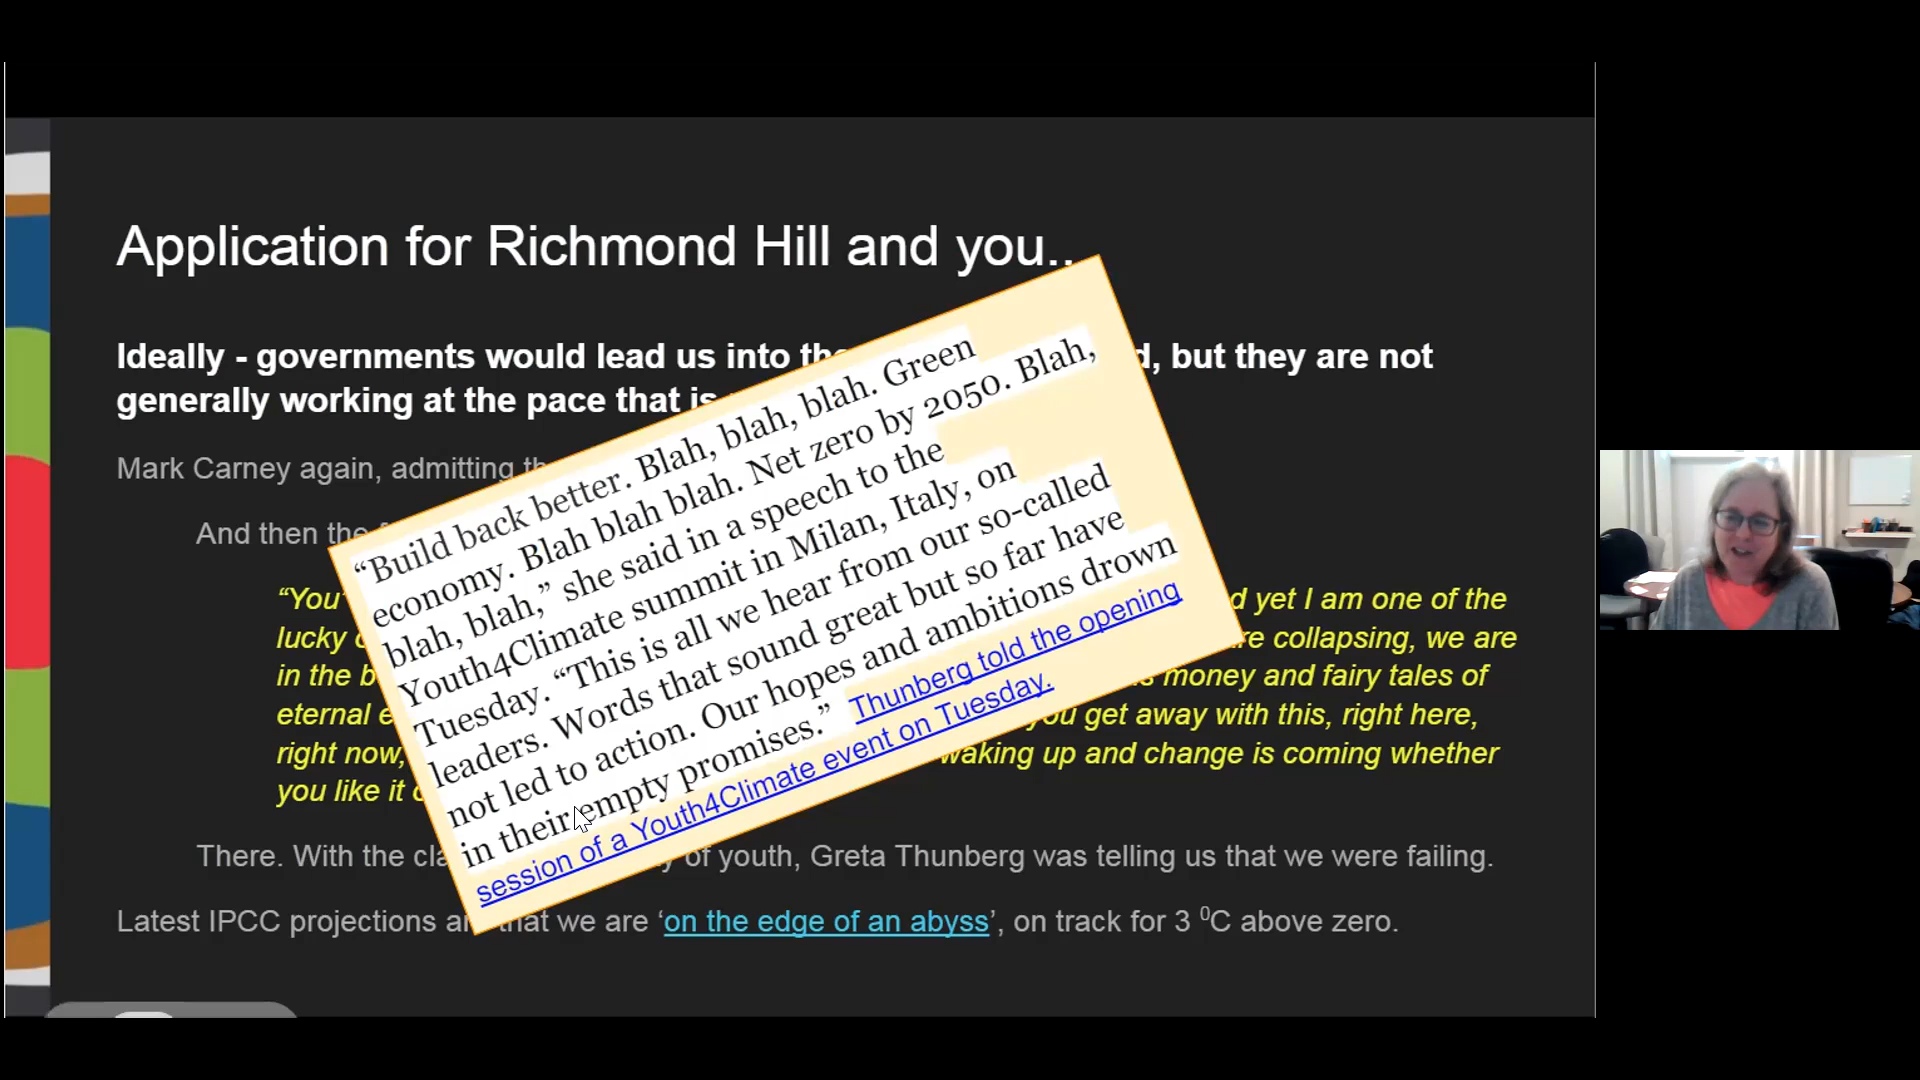 Application for Richmond Hill and you..
Ideally - governments would lead us into , but they are not
generally working at the pace that is
Mark Carney again, admitting
And then the
“You’ d yet I am one of the
lucky re collapsing, we are
in the b money and fairy tales of
eternal e you get away with this, right here,
right now, waking up and change is coming whether
you like it
There. With the cla y of youth, Greta Thunberg was telling us that we were failing.
Latest IPCC projections that we are ‘on the edge of an abyss’, on track for 3 ⁰C above zero.
“Build back better. Blah, blah, blah. Green
economy. Blah blah blah. Net zero by 2050. Blah,
blah, blah,” she said in a speech to the
Youth4Climate summit in Milan, Italy, on
Tuesday. “This is all we hear from our so-called
leaders. Words that sound great but so far have
not led to action. Our hopes and ambitions drown
in their empty promises.” Thunberg told the opening
session of a Youth4Climate event on Tuesday.